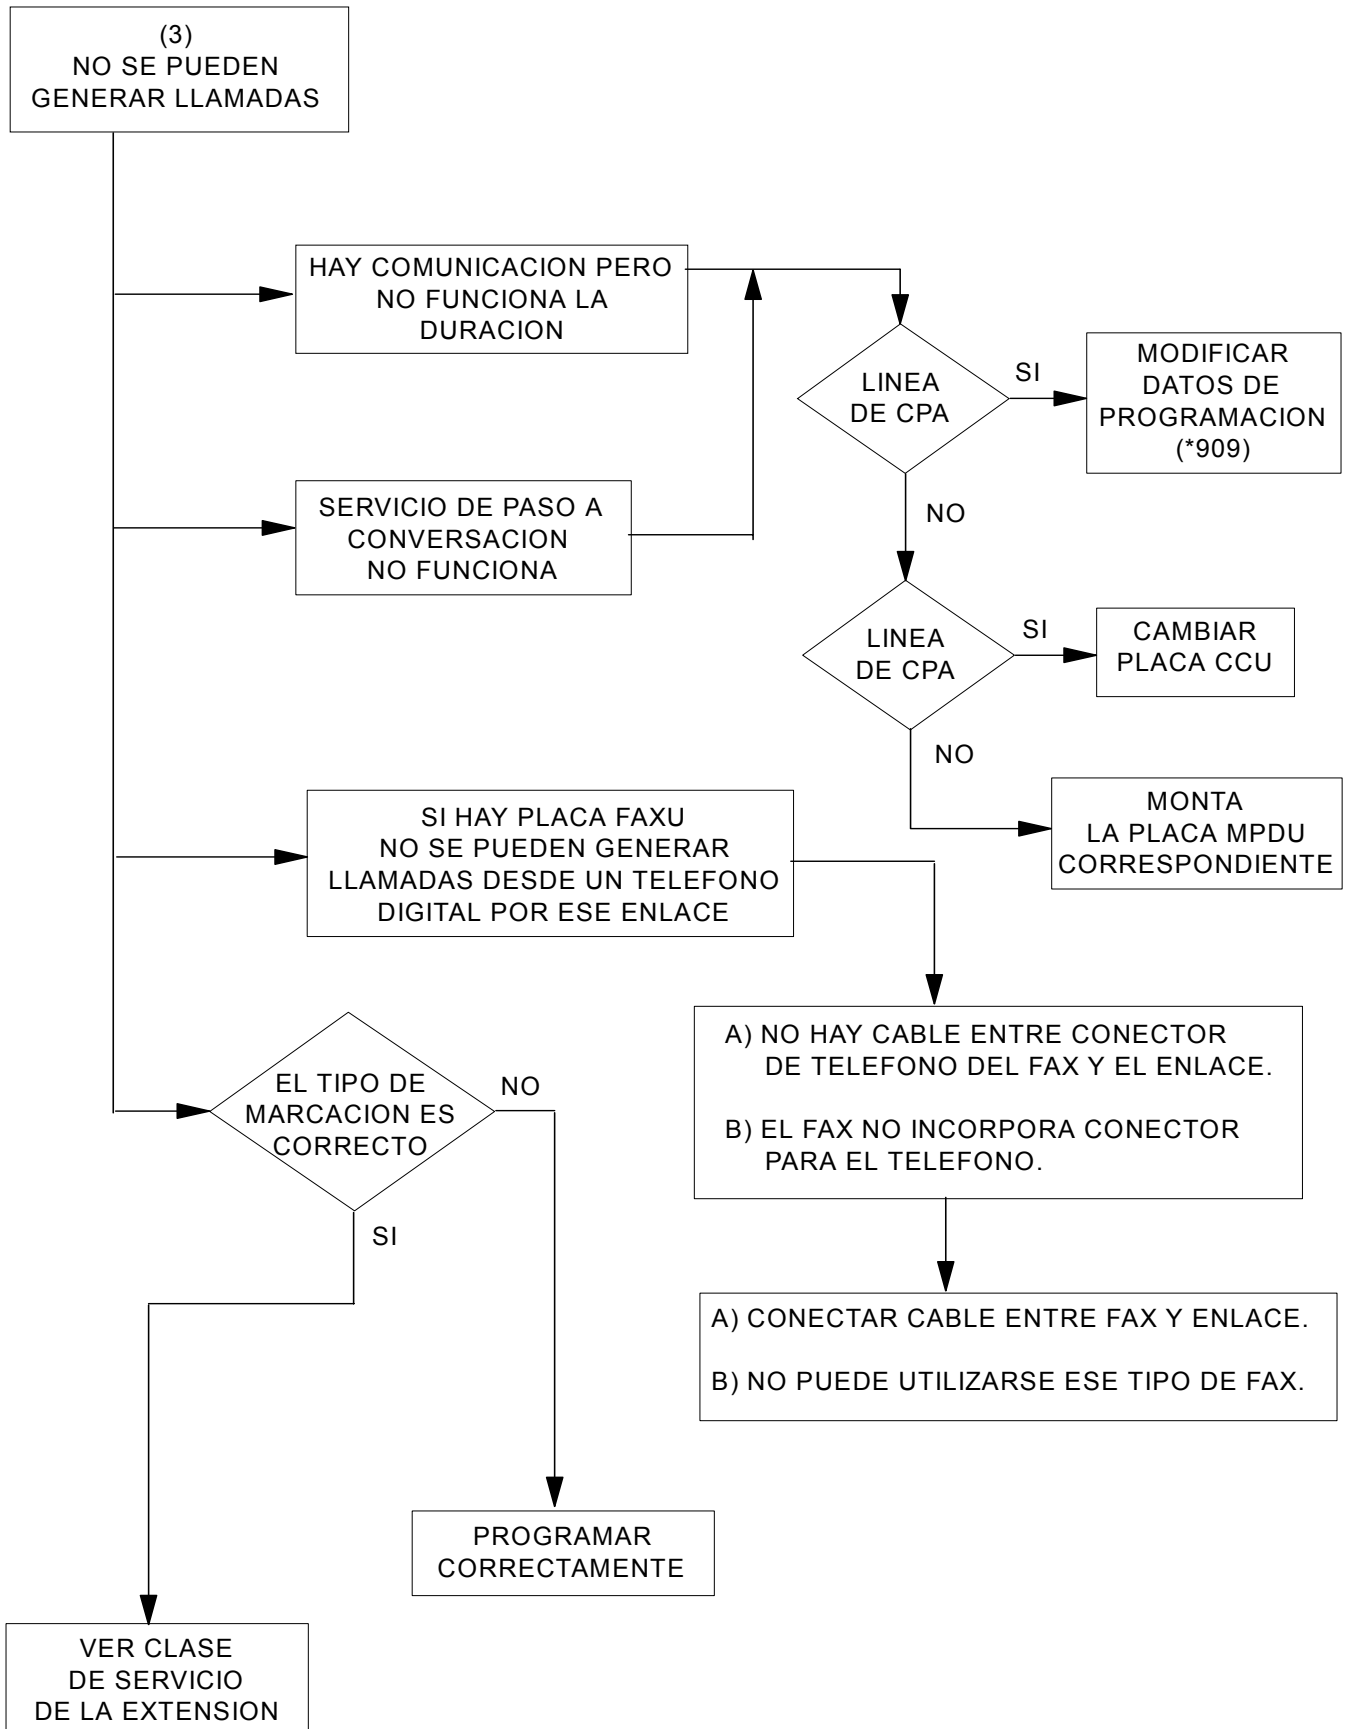 (3)
NO SE PUEDEN
GENERAR LLAMADAS
HAY COMUNICACION PERO
NO FUNCIONA LA
DURACION
LINEA
DE CPA
SI
MODIFICAR
DATOS DE
PROGRAMACION
(*909)
NO
SERVICIO DE PASO A
CONVERSACION
NO FUNCIONA
LINEA
DE CPA
SI
CAMBIAR
PLACA CCU
NO
MONTA
LA PLACA MPDU
CORRESPONDIENTE
SI HAY PLACA FAXU
NO SE PUEDEN GENERAR
LLAMADAS DESDE UN TELEFONO
DIGITAL POR ESE ENLACE
A) NO HAY CABLE ENTRE CONECTOR
DE TELEFONO DEL FAX Y EL ENLACE.
B) EL FAX NO INCORPORA CONECTOR
PARA EL TELEFONO.
EL TIPO DE
MARCACION ES
CORRECTO
NO
SI
A) CONECTAR CABLE ENTRE FAX Y ENLACE.
B) NO PUEDE UTILIZARSE ESE TIPO DE FAX.
PROGRAMAR
CORRECTAMENTE
VER CLASE
DE SERVICIO
DE LA EXTENSION